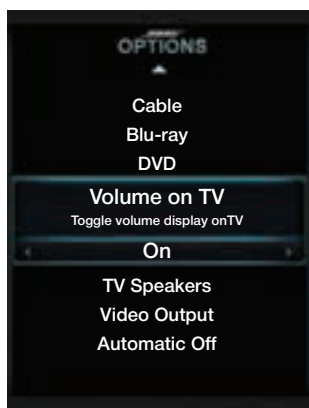 OPTIONS
Cable
Blu-ray
DVD
Volume on TV
Toggle volume display onTV
On
TV Speakers
Video Output
Automatic Off